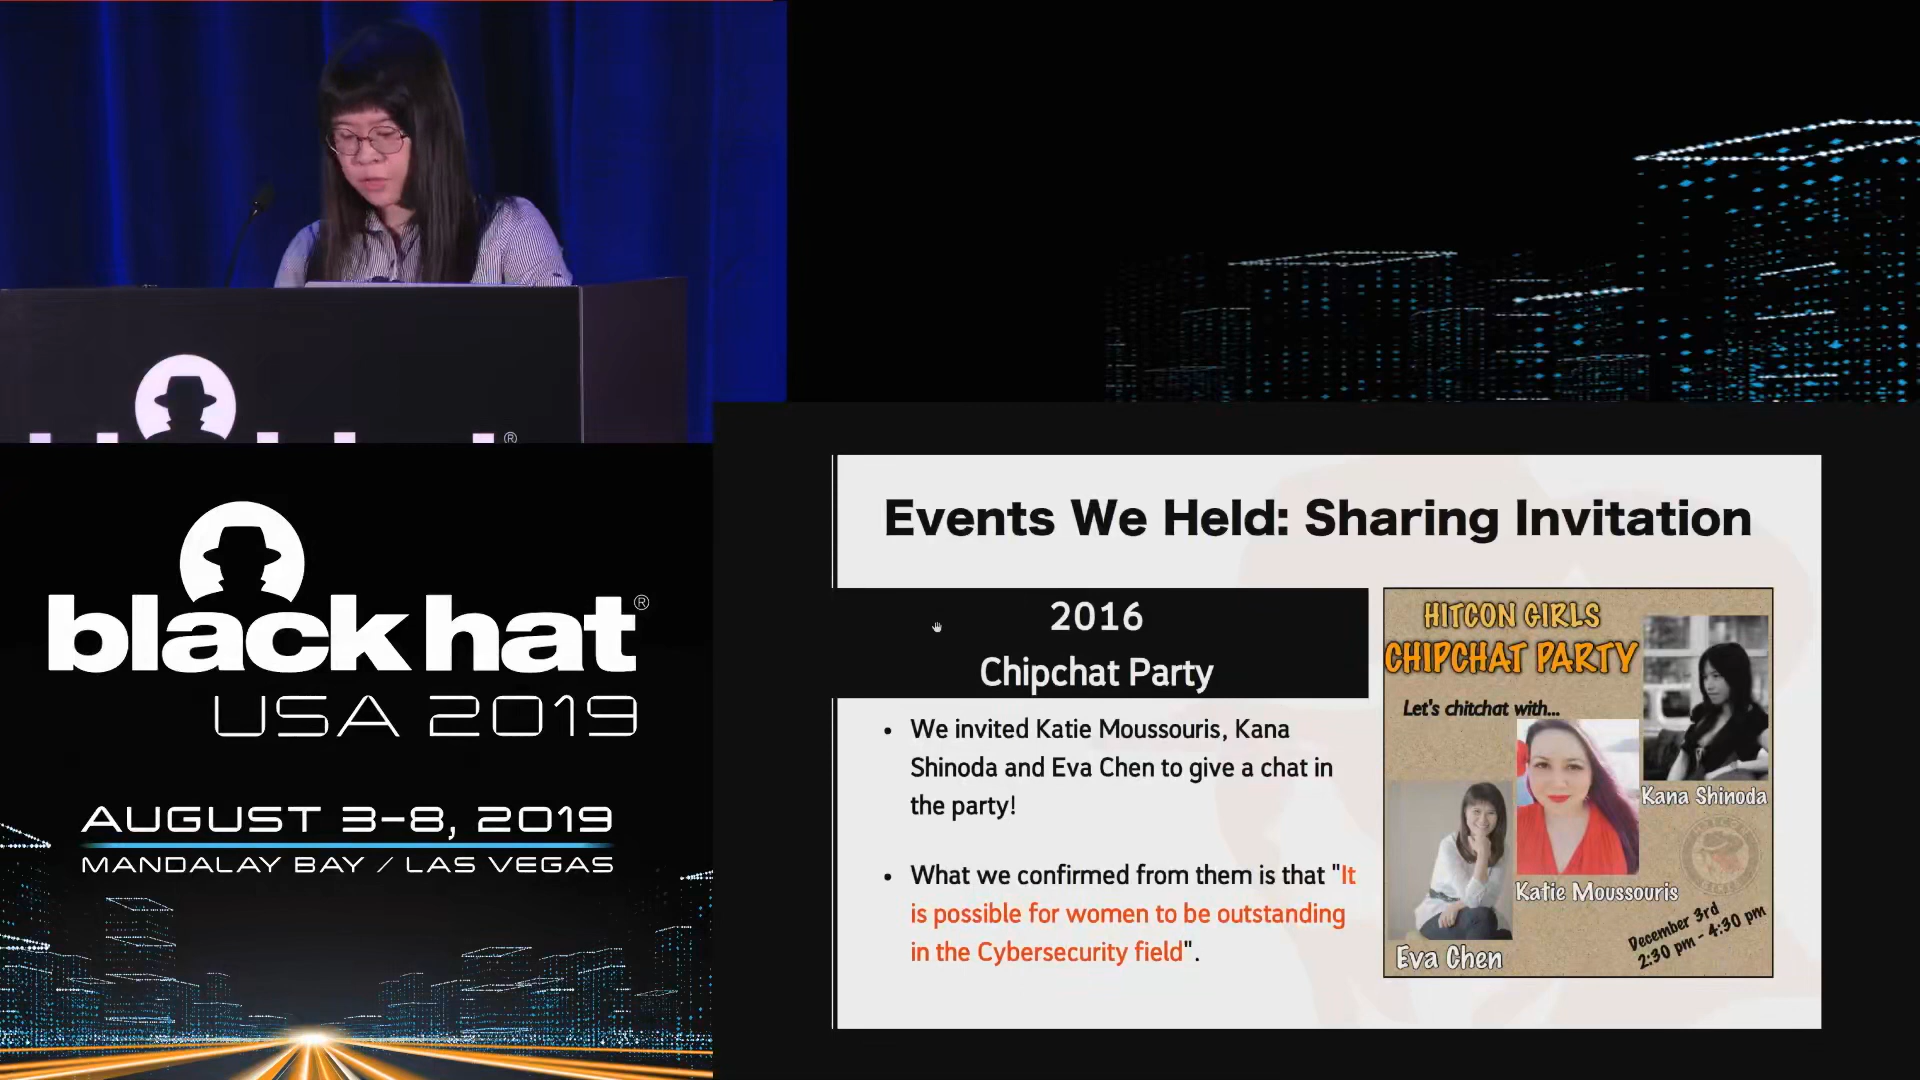 ®
black hat®
USA 2019
AUGUST 3-8, 2019
MANDALAY BAY / LAS VEGAS
Events We Held: Sharing Invitation
2016
Chipchat Party
• We invited Katie Moussouris, Kana
Shinoda and Eva Chen to give a chat in
the party!
• What we confirmed from them is that "It
is possible for women to be outstanding
in the Cybersecurity field".
HITCON GIRLS
CHIPCHAT PARTY
Let's chitchat with...
Kana Shinoda
Katie Moussouris
Eva Chen
December 3rd
2:30 pm - 4:30 pm